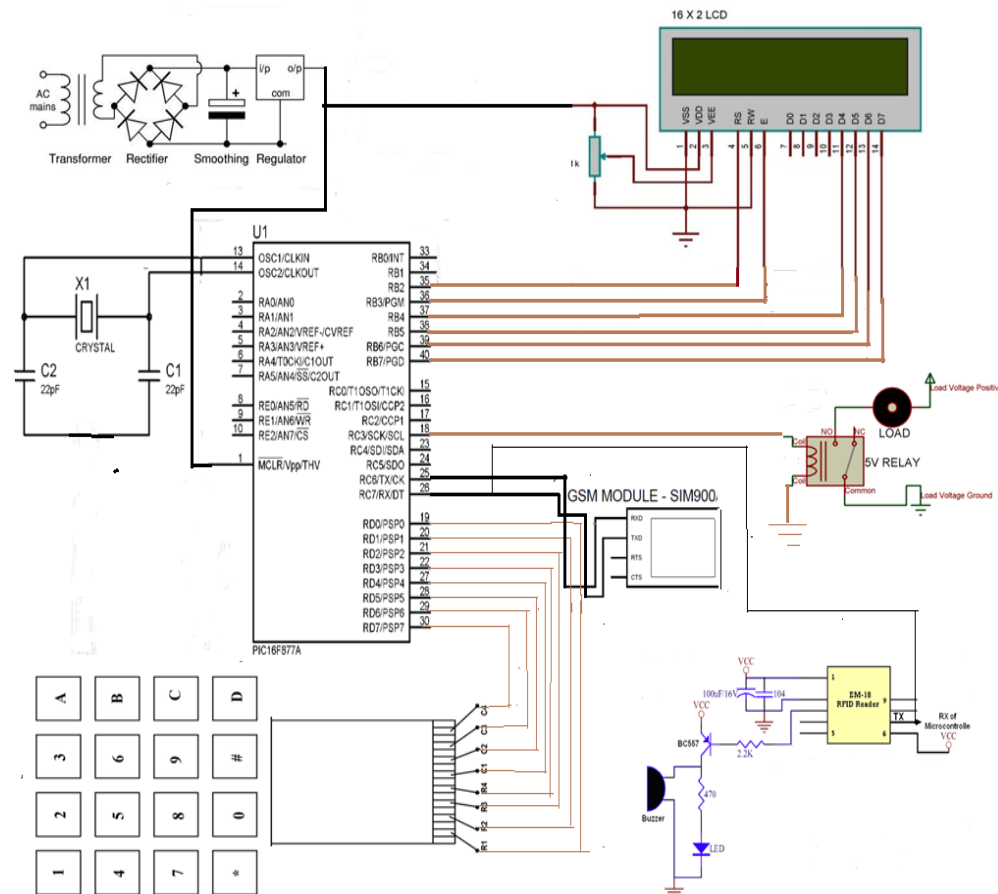 16 X 2 LCD
AC
mains
i/p
o/p
com
+
Transformer
Rectifier
Smoothing
Regulator
1k
VSS
VDD
VEE
RS
RW
E
D0
D1
D2
D3
D4
D5
D6
D7
1
2
3
4
5
6
7
8
9
10
11
12
13
14
U1
13
OSC1/CLKIN
14
OSC2/CLKOUT
2
RA0/AN0
3
RA1/AN1
4
RA2/AN2/VREF-/CVREF
5
RA3/AN3/VREF+
6
RA4/T0CKI/C1OUT
7
RA5/AN4/SS/C2OUT
8
RE0/AN5/RD
9
RE1/AN6/WR
10
RE2/AN7/CS
1
MCLR/Vpp/THV
RB0/INT
33
RB1
34
RB2
35
RB3/PGM
36
RB4
37
RB5
38
RB6/PGC
39
RB7/PGD
40
RC0/T1OSO/T1CKI
15
RC1/T1OSI/CCP2
16
RC2/CCP1
17
RC3/SCK/SCL
18
RC4/SDI/SDA
23
RC5/SDO
24
RC6/TX/CK
25
RC7/RX/DT
26
RD0/PSP0
19
RD1/PSP1
20
RD2/PSP2
21
RD3/PSP3
22
RD4/PSP4
27
RD5/PSP5
28
RD6/PSP6
29
RD7/PSP7
30
PIC16F877A
X1
CRYSTAL
C2
22pF
C1
22pF
Load Voltage Positiv
LOAD
NO
NC
Coil
Coil
5V RELAY
Common
Load Voltage Ground
GSM MODULE - SIM900
RXD
TXD
RTS
CTS
VCC
100uF/16V
104
1
5
EM-18
RFID Reader
9
6
TX
RX of
Microcontrolle
VCC
VCC
BC557
2.2K
470
Buzzer
LED
A
B
C
D
3
6
9
#
2
5
8
0
1
4
7
*
C4
C3
C2
C1
R4
R3
R2
R1